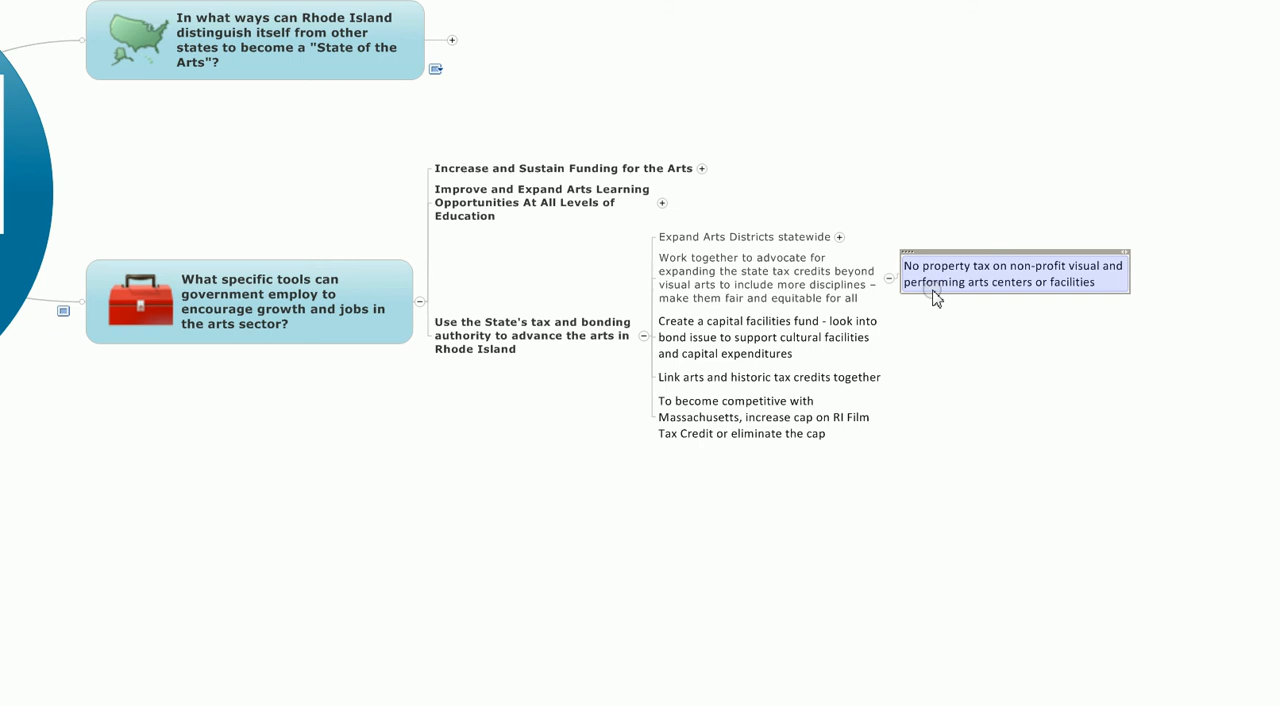 In what ways can Rhode Island
distinguish itself from other
states to become a "State of the
Arts"?
What specific tools can
government employ to
encourage growth and jobs in
the arts sector?
Increase and Sustain Funding for the Arts
Improve and Expand Arts Learning
Opportunities At All Levels of
Education
Use the State's tax and bonding
authority to advance the arts in
Rhode Island
Expand Arts Districts statewide
Work together to advocate for
expanding the state tax credits beyond
visual arts to include more disciplines –
make them fair and equitable for all
No property tax on non-profit visual and
performing arts centers or facilities
Create a capital facilities fund - look into
bond issue to support cultural facilities
and capital expenditures
Link arts and historic tax credits together
To become competitive with
Massachusetts, increase cap on RI Film
Tax Credit or eliminate the cap